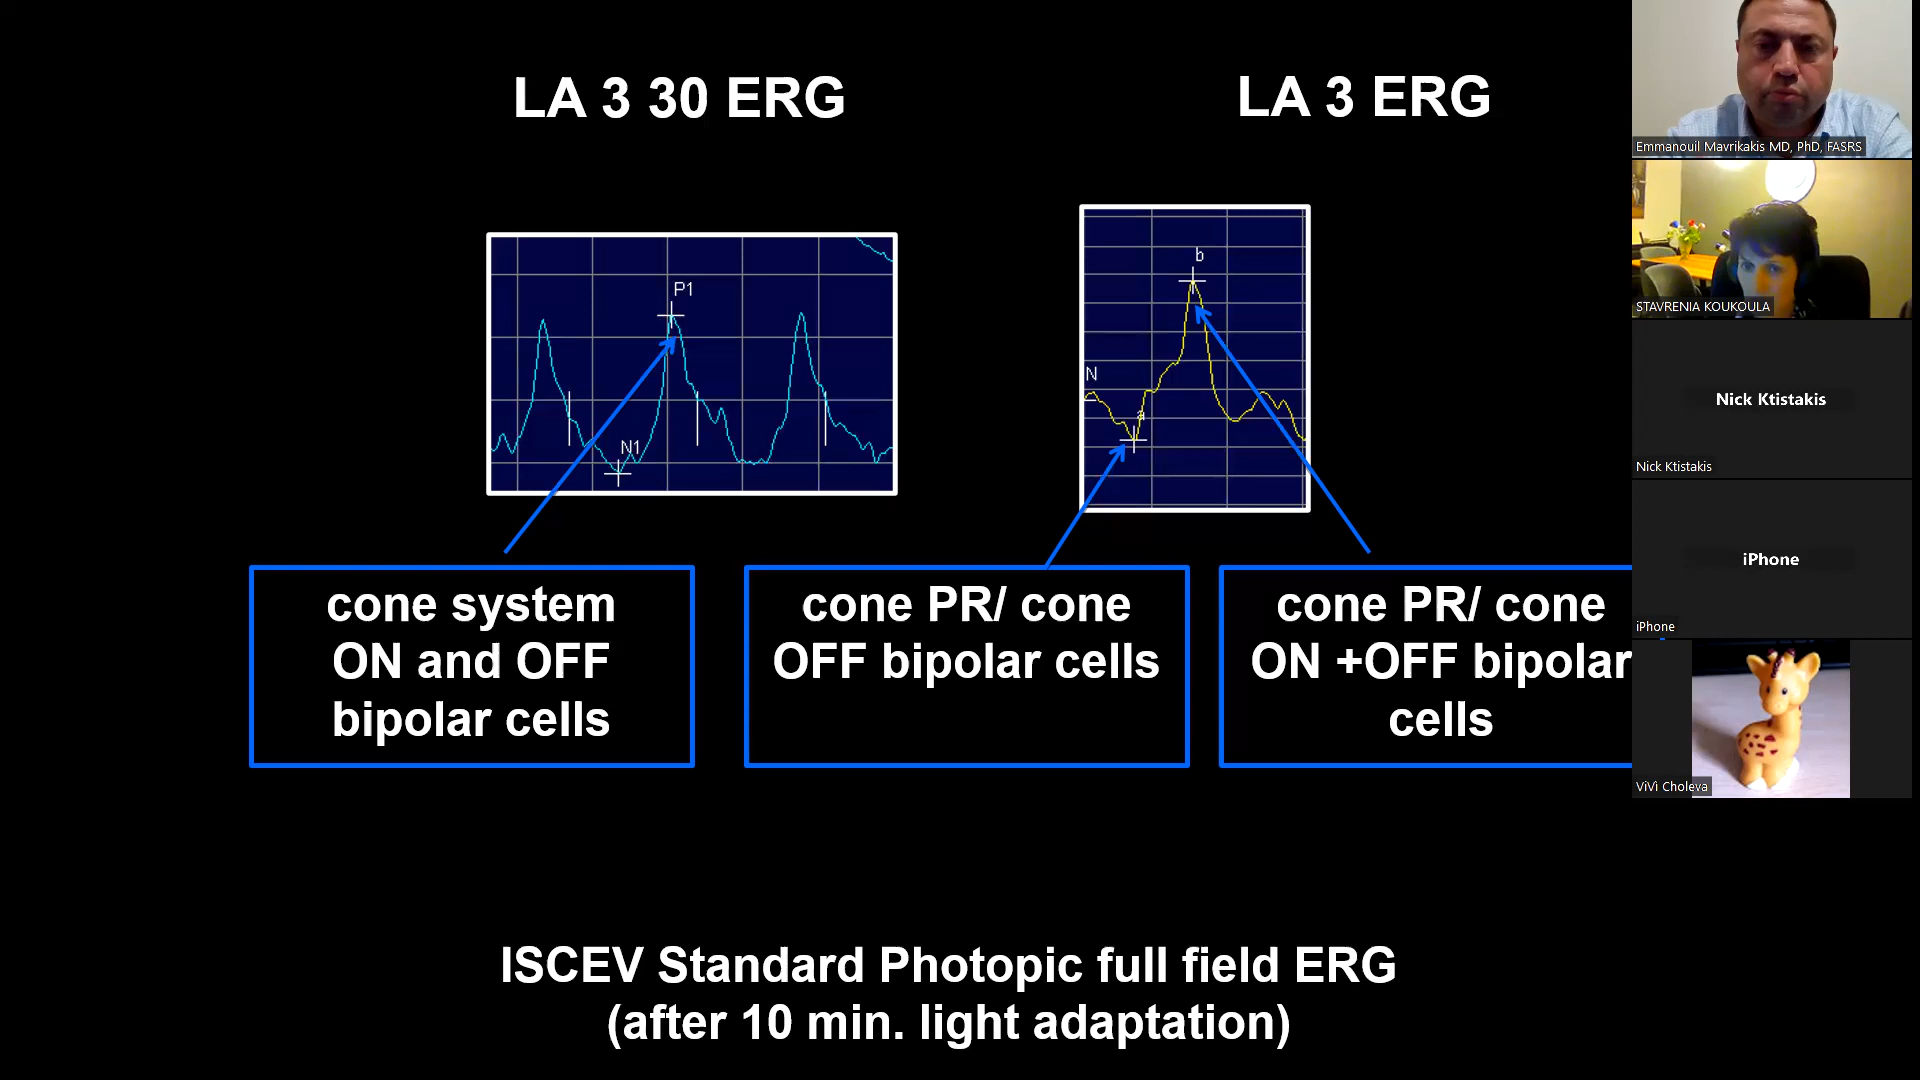 LA 3 30 ERG
LA 3 ERG
P1
N1
b
N
a
cone system
ON and OFF
bipolar cells
cone PR/ cone
OFF bipolar cells
cone PR/ cone
ON +OFF bipolar
cells
ISCEV Standard Photopic full field ERG
(after 10 min. light adaptation)
Emmanouil Mavrikakis MD, PhD, FASRS
STAVRENIA KOUKOULA
Nick Ktistakis
Nick Ktistakis
iPhone
iPhone
ViVi Choleva